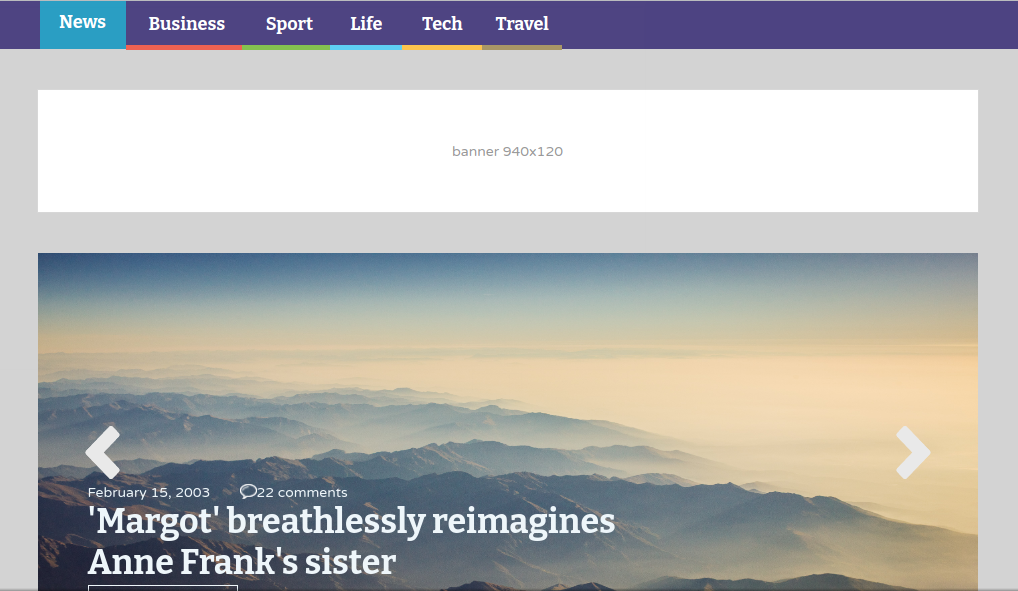 News Business Sport Life Tech Travel
banner 940x120
February 15, 2003 22 comments
'Margot' breathlessly reimagines
Anne Frank's sister